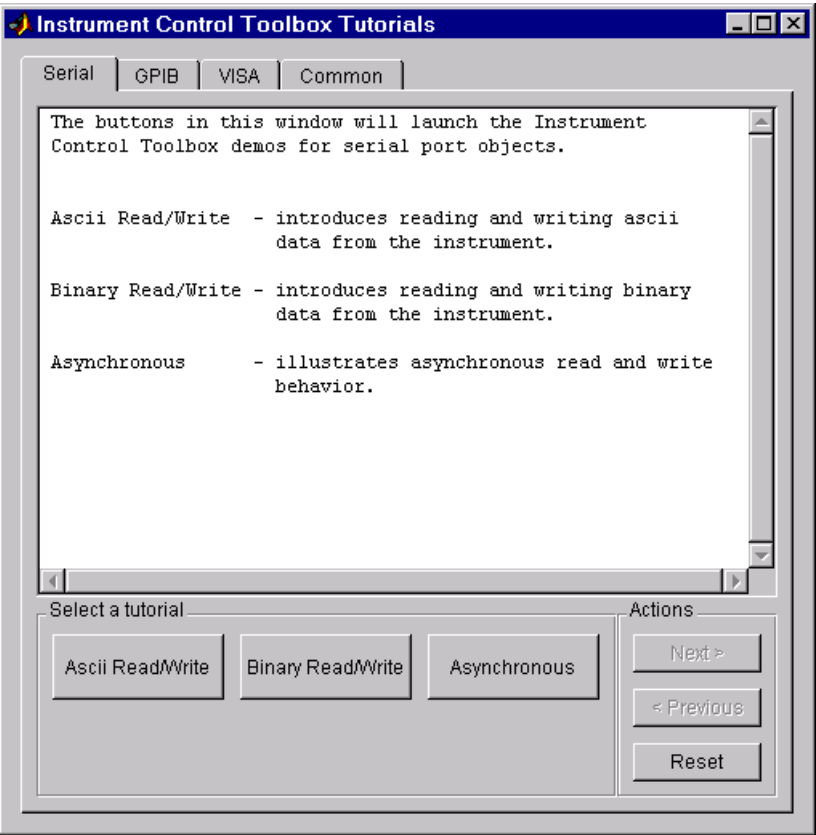 Instrument Control Toolbox Tutorials
Serial GPIB VISA Common
The buttons in this window will launch the Instrument
Control Toolbox demos for serial port objects.
Ascii Read/Write - introduces reading and writing ascii
data from the instrument.
Binary Read/Write - introduces reading and writing binary
data from the instrument.
Asynchronous - illustrates asynchronous read and write
behavior.
Select a tutorial
Ascii Read/Write Binary Read/Write Asynchronous
Actions
Next >
< Previous
Reset